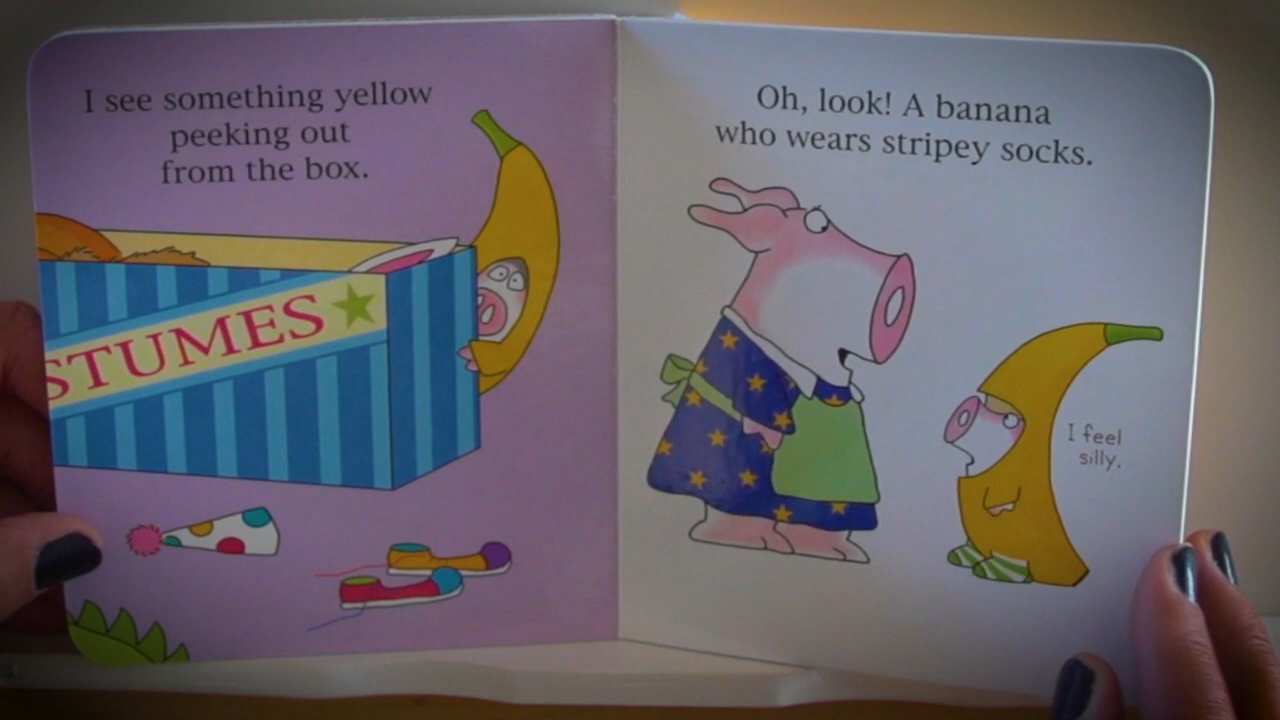 I see something yellow
peeking out
from the box.
STUMES
Oh, look! A banana
who wears stripey socks.
I feel
silly.